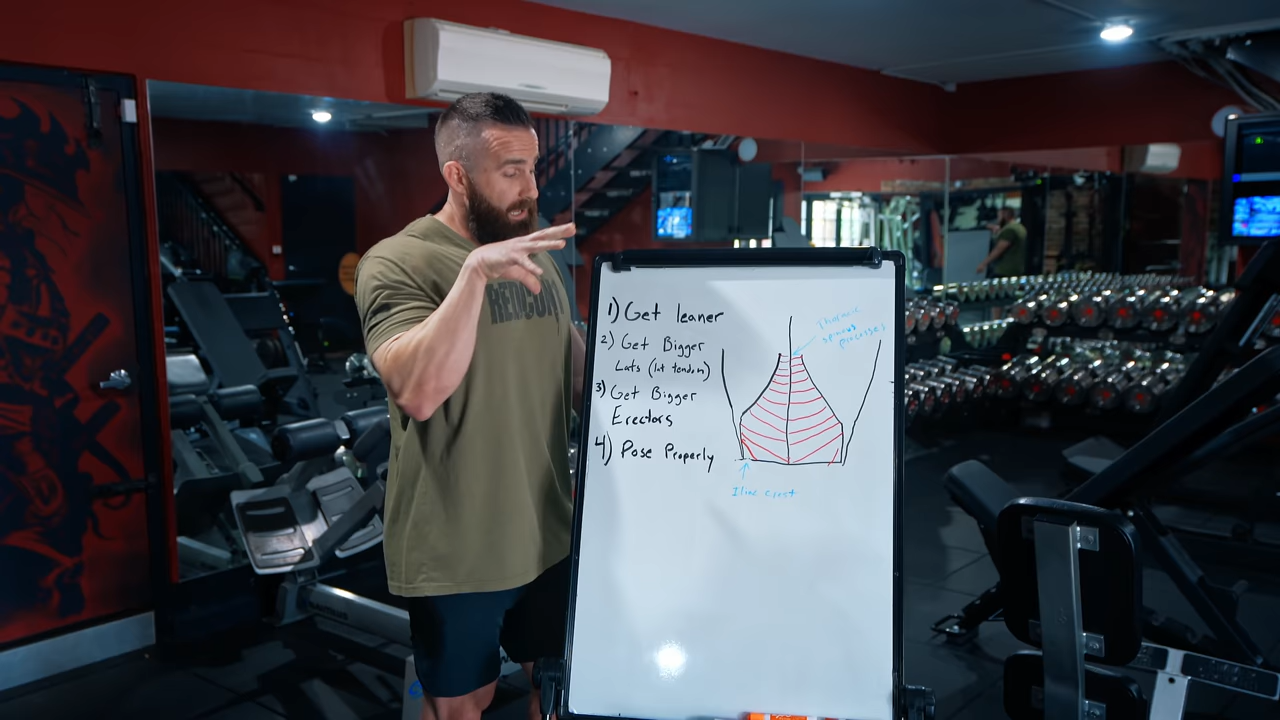 REDCON1
1) Get leaner
2) Get Bigger
Lats (lat tendon)
3) Get Bigger
Erectors
4) Pose Properly
Thoracic
spinous
processes
Iliac crest